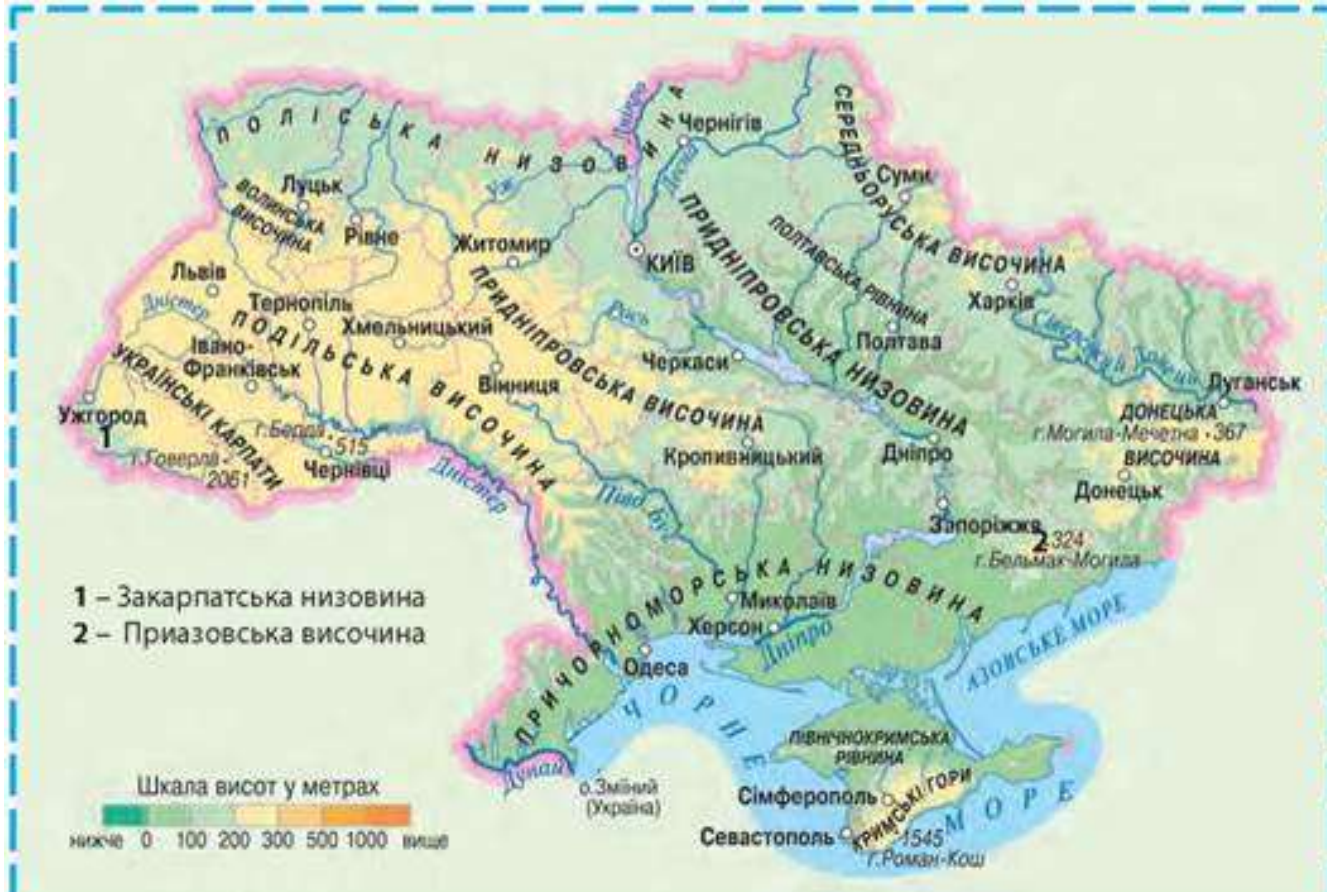 ПОЛІСЬКА НИЗОВИНА
Дніпро
Чернігів
Десна
СЕРЕДНЬОРУСЬКА ВИСОЧИНА
Суми
Луцьк
ВОЛИНСЬКА
ВИСОЧИНА
Рівне
Уж
Житомир
КИЇВ
ПРИДНІПРОВСЬКА НИЗОВИНА
ПОЛТАВСЬКА РІВНИНА
Харків
Львів
Дністер
Тернопіль
Хмельницький
ПОДІЛЬСЬКА ВИСОЧИНА
ПРИДНІПРОВСЬКА ВИСОЧИНА
Рось
Черкаси
Полтава
Сіверський Донець
Луганськ
Івано-
Франківськ
УКРАЇНСЬКІ КАРПАТИ
Вінниця
Ужгород
1
г.Берда 515
г.Говерла
2061
Чернівці
Кропивницький
Дніпро
ДОНЕЦЬКА
г.Могила-Мечетна 367
ВИСОЧИНА
Донецьк
Дністер
Півд. Буг
Запоріжжя
2 324
г.Бельмак-Могила
ПРИЧОРНОМОРСЬКА НИЗОВИНА
1 – Закарпатська низовина
2 – Приазовська височина
Миколаїв
Херсон
Дніпро
Одеса
АЗОВСЬКЕ МОРЕ
ЧОРНЕ МОРЕ
ПІВНІЧНОКРИМСЬКА
РІВНИНА
Дунай
о.Зміїний
(Україна)
Шкала висот у метрах
нижче 0 100 200 300 500 1000 вище
Сімферополь
КРИМСЬКІ ГОРИ
Севастополь
1545
г.Роман-Кош